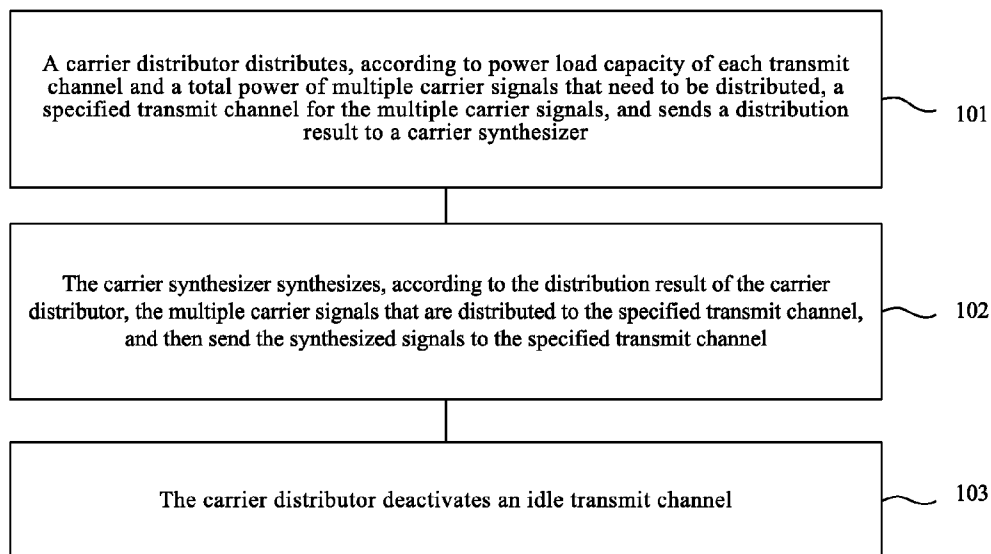 A carrier distributor distributes, according to power load capacity of each transmit
channel and a total power of multiple carrier signals that need to be distributed, a
specified transmit channel for the multiple carrier signals, and sends a distribution
result to a carrier synthesizer
101
The carrier synthesizer synthesizes, according to the distribution result of the carrier
distributor, the multiple carrier signals that are distributed to the specified transmit channel,
and then send the synthesized signals to the specified transmit channel
102
The carrier distributor deactivates an idle transmit channel
103